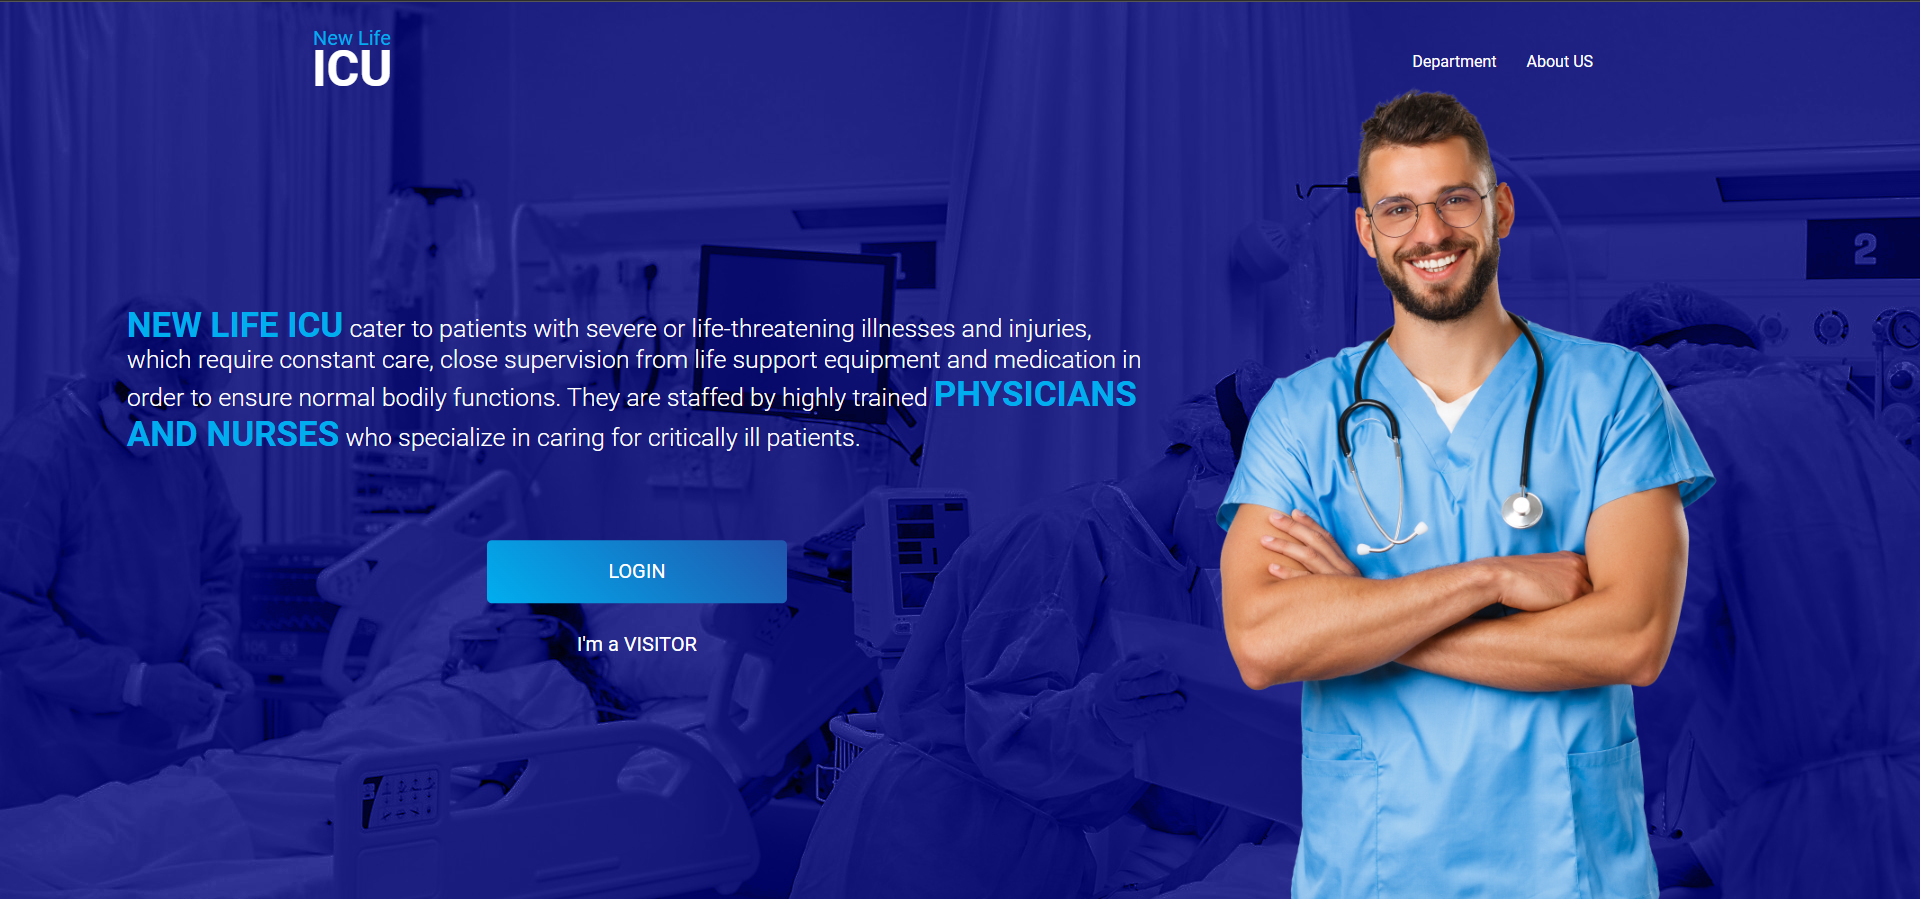 New Life
ICU
Department About US
2
NEW LIFE ICU cater to patients with severe or life-threatening illnesses and injuries,
which require constant care, close supervision from life support equipment and medication in
order to ensure normal bodily functions. They are staffed by highly trained PHYSICIANS
AND NURSES who specialize in caring for critically ill patients.
LOGIN
I'm a VISITOR